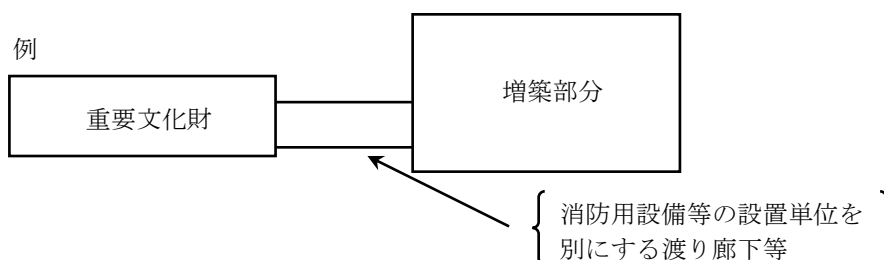 例
重要文化財
増築部分
消防用設備等の設置単位を
別にする渡り廊下等